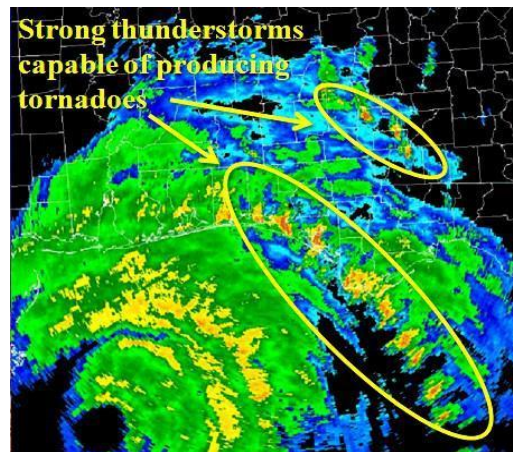 Strong thunderstorms
capable of producing
tornadoes